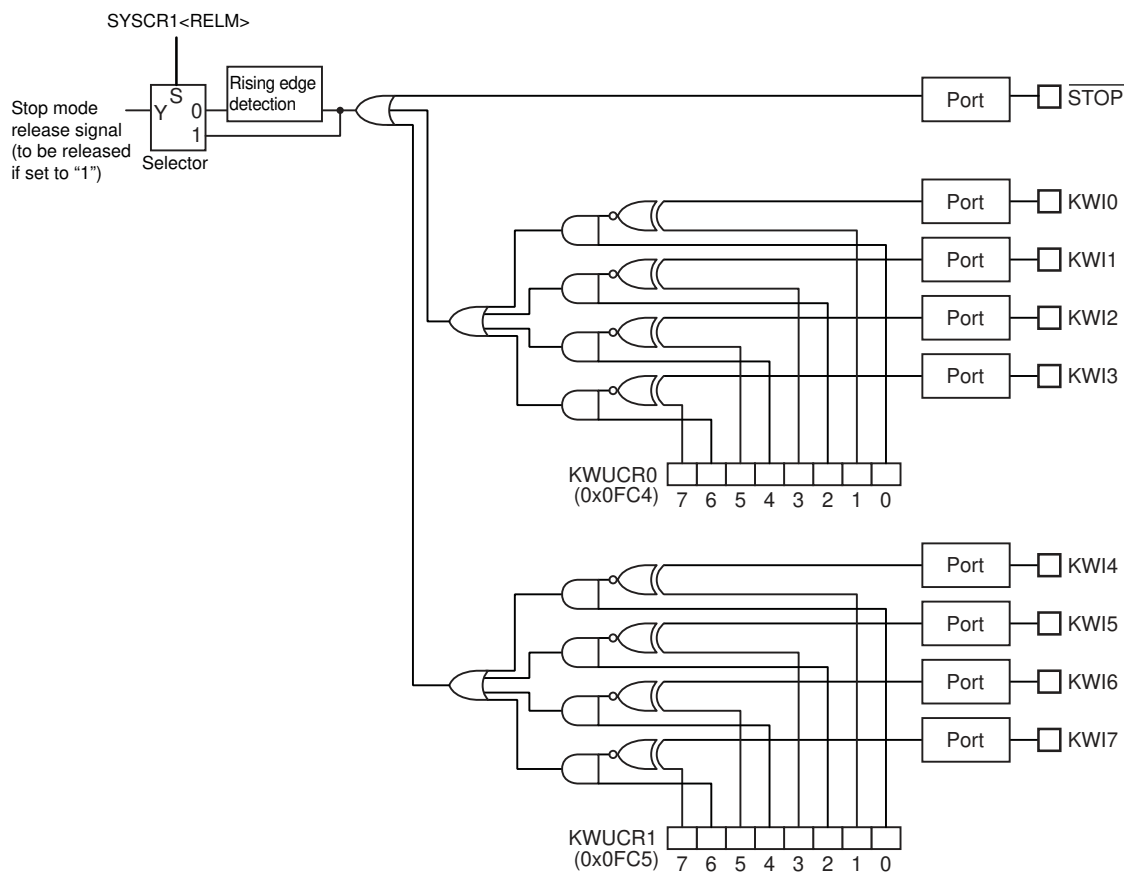 SYSCR1<RELM>
Stop mode
release signal
(to be released
if set to “1”)
S
Y
0
1
Selector
Rising edge
detection
Port
STOP
Port
KWI0
Port
KWI1
Port
KWI2
Port
KWI3
KWUCR0
(0x0FC4)
7 6 5 4 3 2 1 0
Port
KWI4
Port
KWI5
Port
KWI6
Port
KWI7
KWUCR1
(0x0FC5)
7 6 5 4 3 2 1 0